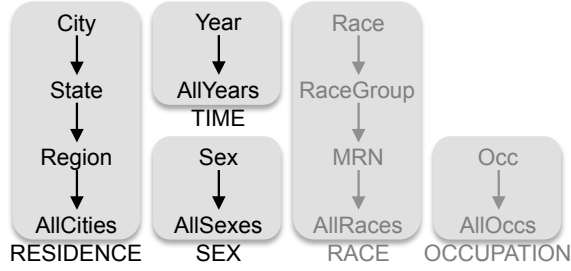 City
State
Region
AllCities
RESIDENCE
Year
AllYears
TIME
Sex
AllSexes
SEX
Race
RaceGroup
MRN
AllRaces
RACE
Occ
AllOccs
OCCUPATION